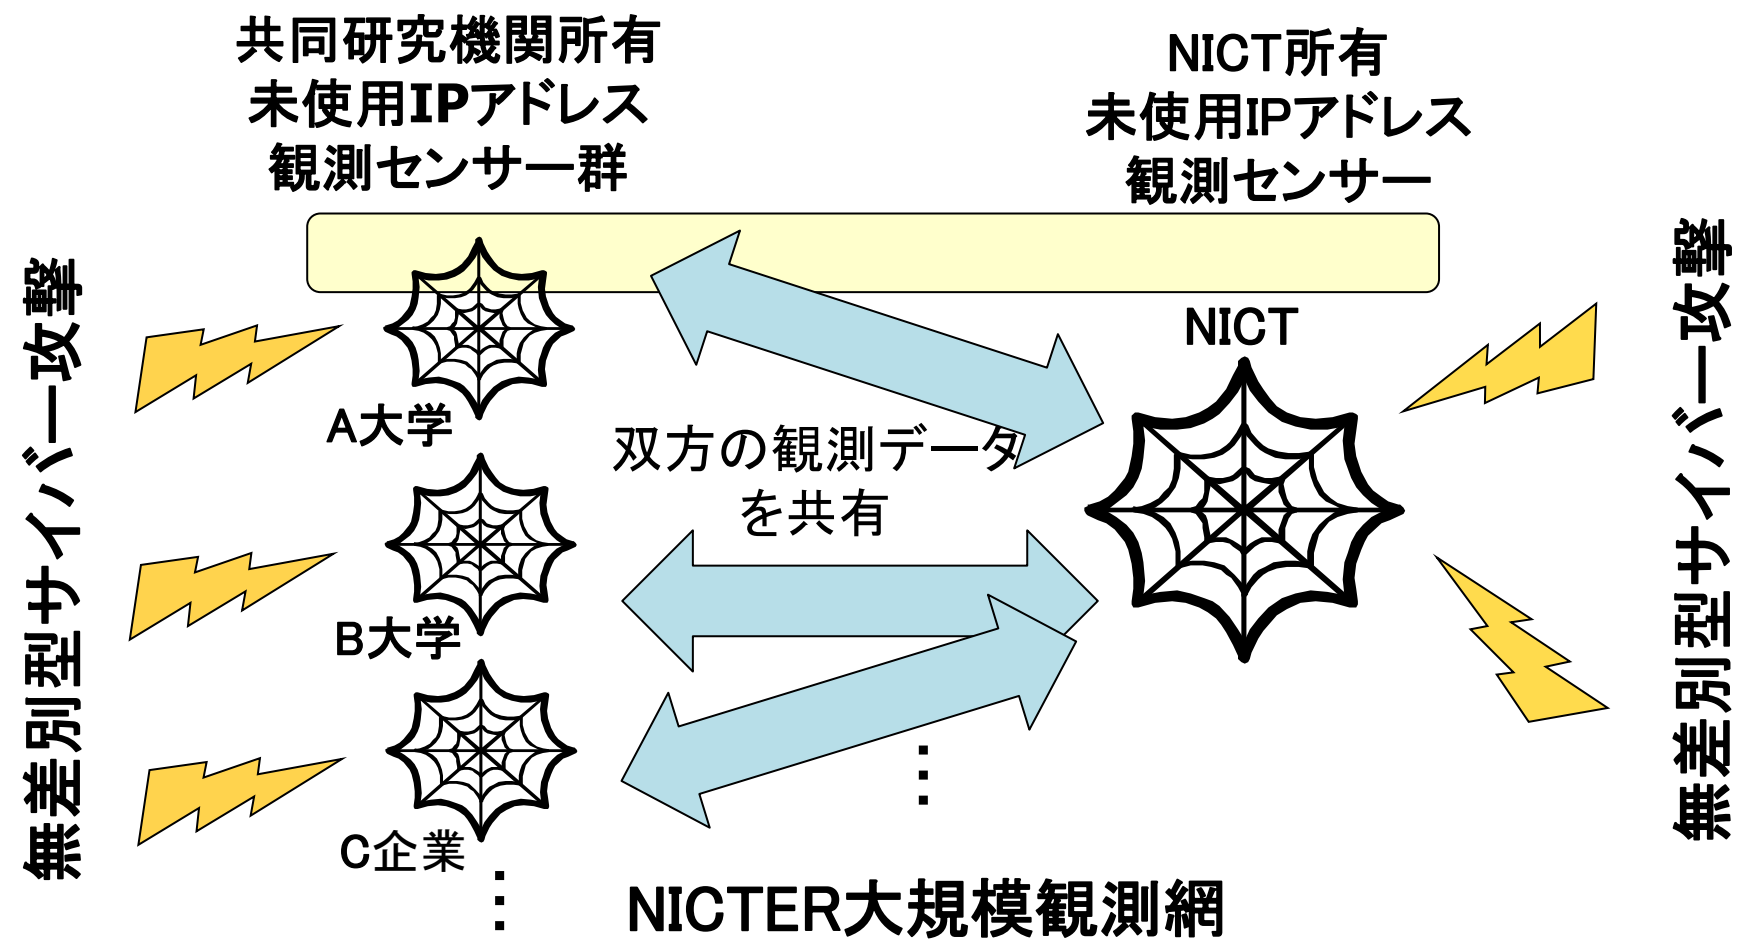 共同研究機関所有
未使用IPアドレス
観測センサー群
NICT所有
未使用IPアドレス
観測センサー
無差別型サイバー攻撃
A大学
B大学
C企業
⋮
双方の観測データ
を共有
⋮
NICT
無差別型サイバー攻撃
NICTER大規模観測網